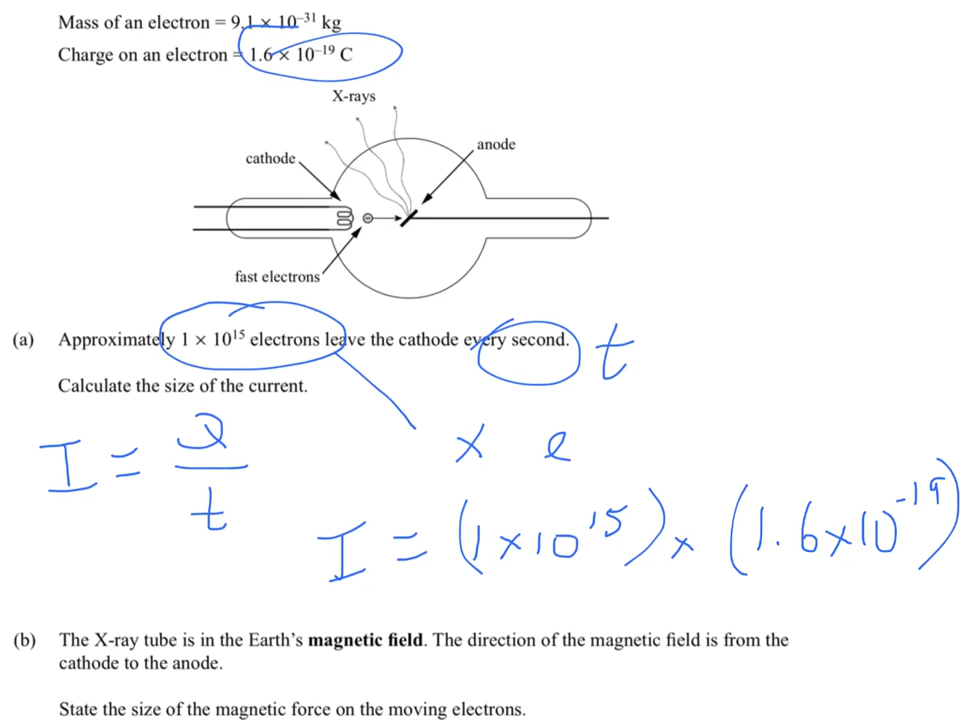 Mass of an electron = 9.1 × 10⁻³¹ kg
Charge on an electron = 1.6 × 10⁻¹⁹ C
X-rays
anode
cathode
fast electrons
(a) Approximately 1 × 10¹⁵ electrons leave the cathode every second. t
Calculate the size of the current.
I = Q/t
x e
I = (1×10¹⁵) × (1.6×10⁻¹⁹)
(b) The X-ray tube is in the Earth's magnetic field. The direction of the magnetic field is from the
cathode to the anode.
State the size of the magnetic force on the moving electrons.